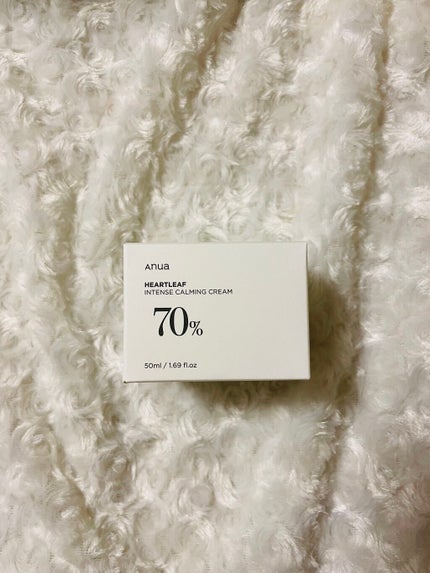 anua
HEARTLEAF
INTENSE CALMING CREAM
70%
50ml / 1.69 fl.oz